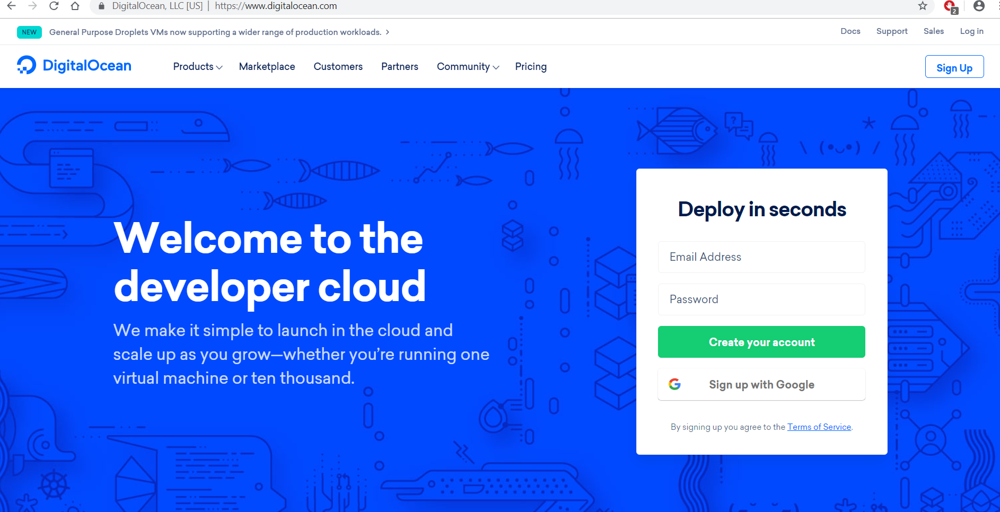 DigitalOcean, LLC [US] | https://www.digitalocean.com
2
NEW General Purpose Droplets VMs now supporting a wider range of production workloads. >
Docs Support Sales Log in
DigitalOcean
Products Marketplace Customers Partners Community Pricing
Sign Up
?
\ ( • ᴗ • ) /
Welcome to the
developer cloud
We make it simple to launch in the cloud and
scale up as you grow—whether you’re running one
virtual machine or ten thousand.
Deploy in seconds
Email Address
Password
Create your account
Sign up with Google
By signing up you agree to the Terms of Service.